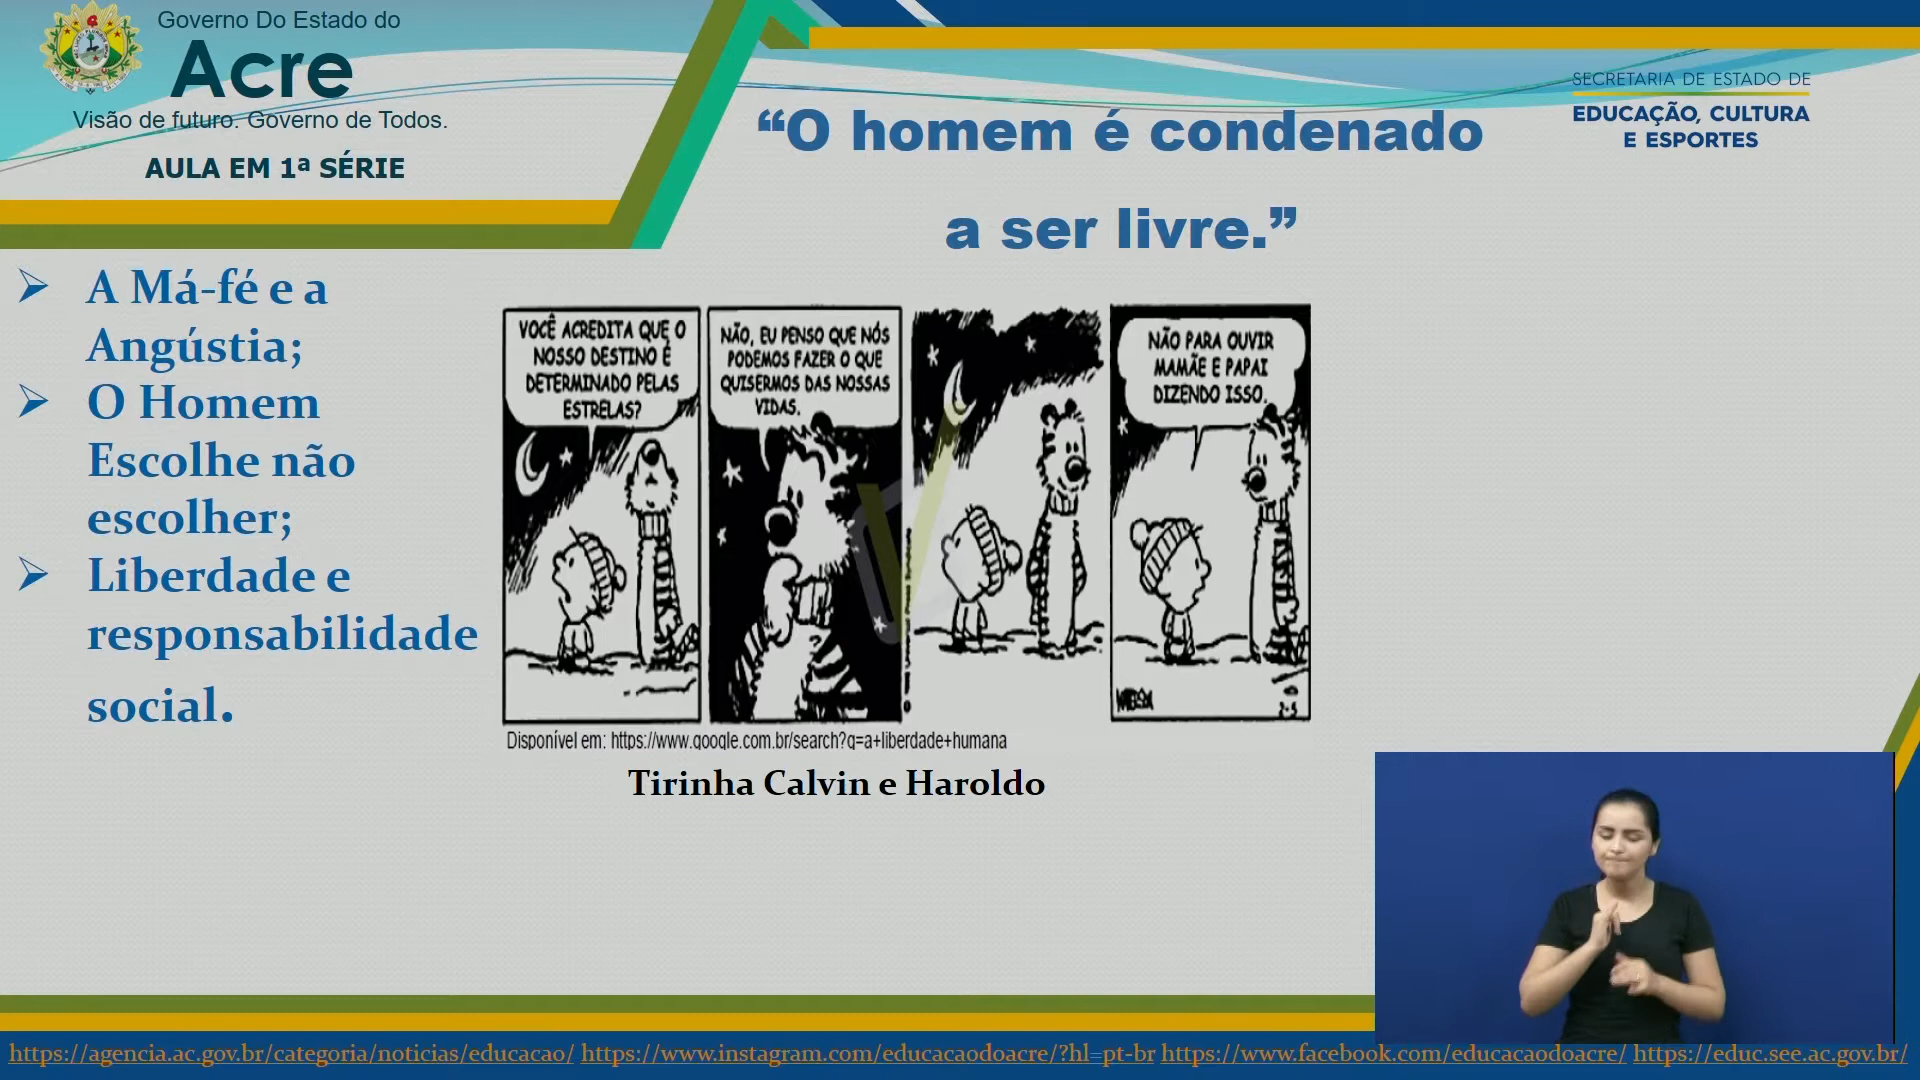 Governo Do Estado do
Acre
Visão de futuro. Governo de Todos.
AULA EM 1ª SÉRIE
SECRETARIA DE ESTADO DE
EDUCAÇÃO, CULTURA
E ESPORTES
“O homem é condenado
a ser livre.”
➢ A Má-fé e a
Angústia;
➢ O Homem
Escolhe não
escolher;
➢ Liberdade e
responsabilidade
social.
VOCÊ ACREDITA QUE O
NOSSO DESTINO É
DETERMINADO PELAS
ESTRELAS?
NÃO, EU PENSO QUE NÓS
PODEMOS FAZER O QUE
QUISERMOS DAS NOSSAS
VIDAS.
NÃO PARA OUVIR
MAMÃE E PAPAI
DIZENDO ISSO.
Disponível em: https://www.google.com.br/search?q=a+liberdade+humana
Tirinha Calvin e Haroldo
https://agencia.ac.gov.br/categoria/noticias/educacao/ https://www.instagram.com/educacaodoacre/?hl=pt-br https://www.facebook.com/educacaodoacre/ https://educ.see.ac.gov.br/